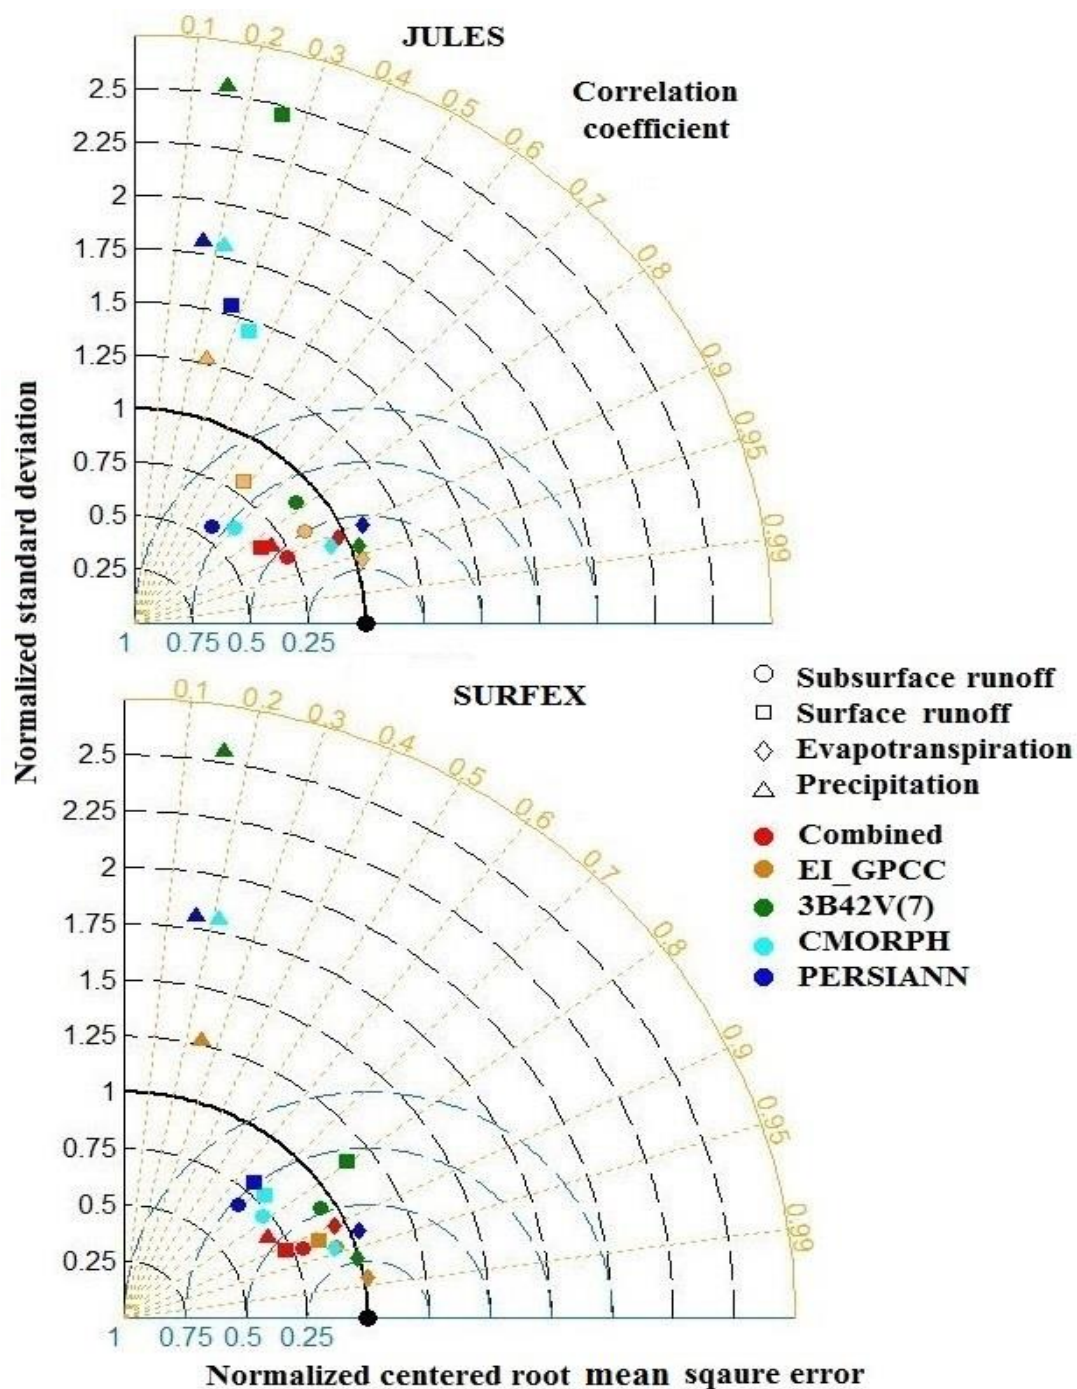 JULES
Correlation
coefficient
0.1
0.2
0.3
0.4
0.5
0.6
0.7
0.8
0.9
0.95
0.99
2.5
2.25
2
1.75
1.5
1.25
1
0.75
0.5
0.25
1 0.75 0.5 0.25
Normalized standard deviation
SURFEX
0.1
0.2
0.3
0.4
0.5
0.6
0.7
0.8
0.9
0.95
0.99
2.5
2.25
2
1.75
1.5
1.25
1
0.75
0.5
0.25
1 0.75 0.5 0.25
Subsurface runoff
Surface runoff
Evapotranspiration
Precipitation
Combined
EI_GPCC
3B42V(7)
CMORPH
PERSIANN
Normalized centered root mean sqaure error